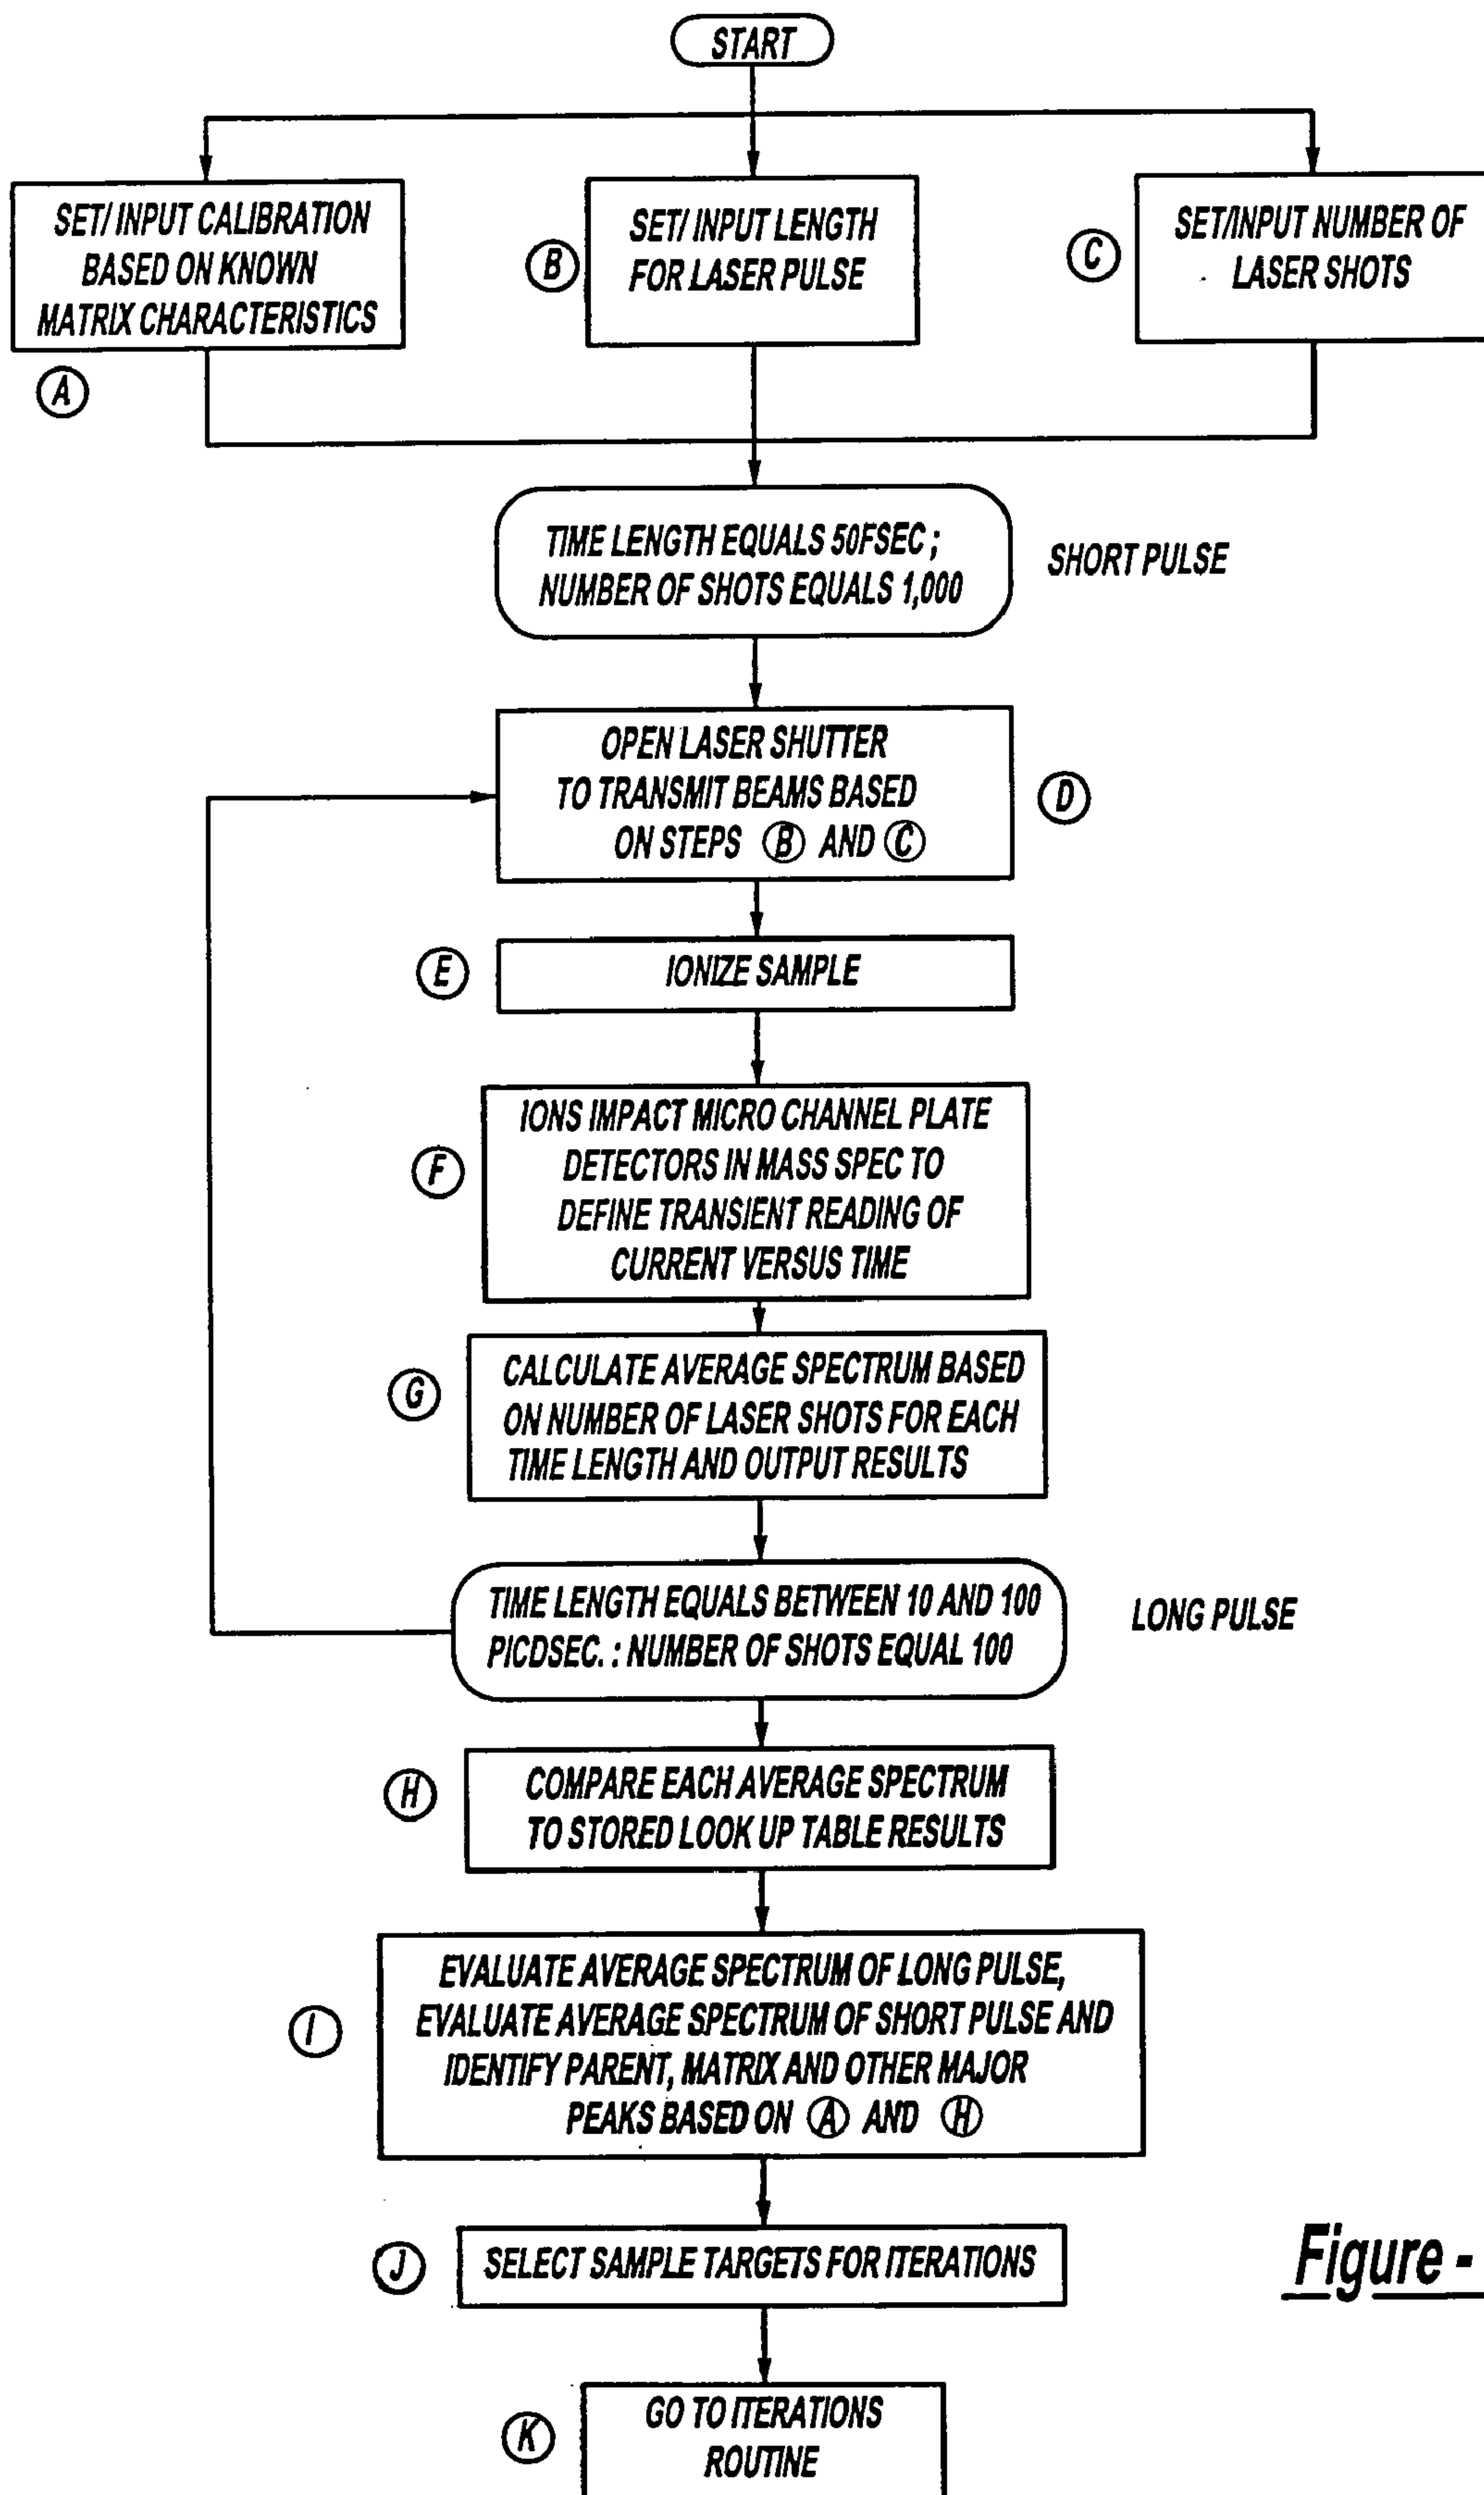 START
SET/ INPUT CALIBRATION
BASED ON KNOWN
MATRIX CHARACTERISTICS
A
B
SET/ INPUT LENGTH
FOR LASER PULSE
C
SET/INPUT NUMBER OF
LASER SHOTS
TIME LENGTH EQUALS 50FSEC ;
NUMBER OF SHOTS EQUALS 1,000
SHORT PULSE
OPEN LASER SHUTTER
TO TRANSMIT BEAMS BASED
ON STEPS B AND C
D
E
IONIZE SAMPLE
F
IONS IMPACT MICRO CHANNEL PLATE
DETECTORS IN MASS SPEC TO
DEFINE TRANSIENT READING OF
CURRENT VERSUS TIME
G
CALCULATE AVERAGE SPECTRUM BASED
ON NUMBER OF LASER SHOTS FOR EACH
TIME LENGTH AND OUTPUT RESULTS
TIME LENGTH EQUALS BETWEEN 10 AND 100
PICDSEC. : NUMBER OF SHOTS EQUAL 100
LONG PULSE
H
COMPARE EACH AVERAGE SPECTRUM
TO STORED LOOK UP TABLE RESULTS
I
EVALUATE AVERAGE SPECTRUM OF LONG PULSE,
EVALUATE AVERAGE SPECTRUM OF SHORT PULSE AND
IDENTIFY PARENT, MATRIX AND OTHER MAJOR
PEAKS BASED ON A AND H
J
SELECT SAMPLE TARGETS FOR ITERATIONS
Figure -
K
GO TO ITERATIONS
ROUTINE